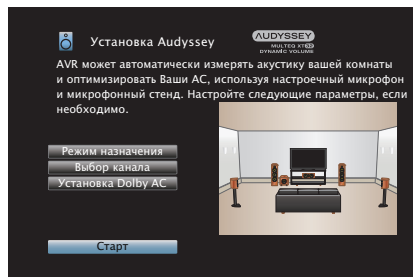 Установка Audyssey
AUDYSSEY
MULTEQ XT32
DYNAMIC VOLUME
AVR может автоматически измерять акустику вашей комнаты
и оптимизировать Ваши АС, используя настроечный микрофон
и микрофонный стенд. Настройте следующие параметры, если
необходимо.
Режим назначения
Выбор канала
Установка Dolby АС
Старт